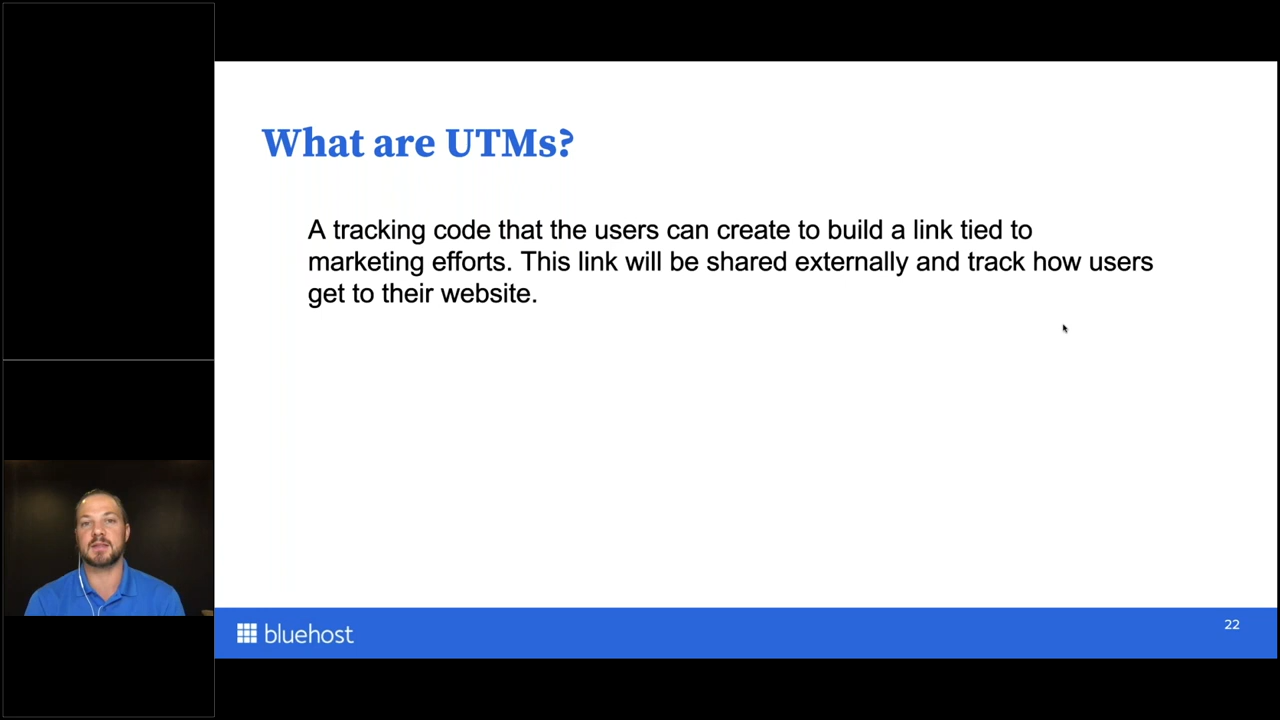 What are UTMs?
A tracking code that the users can create to build a link tied to
marketing efforts. This link will be shared externally and track how users
get to their website.
bluehost
22